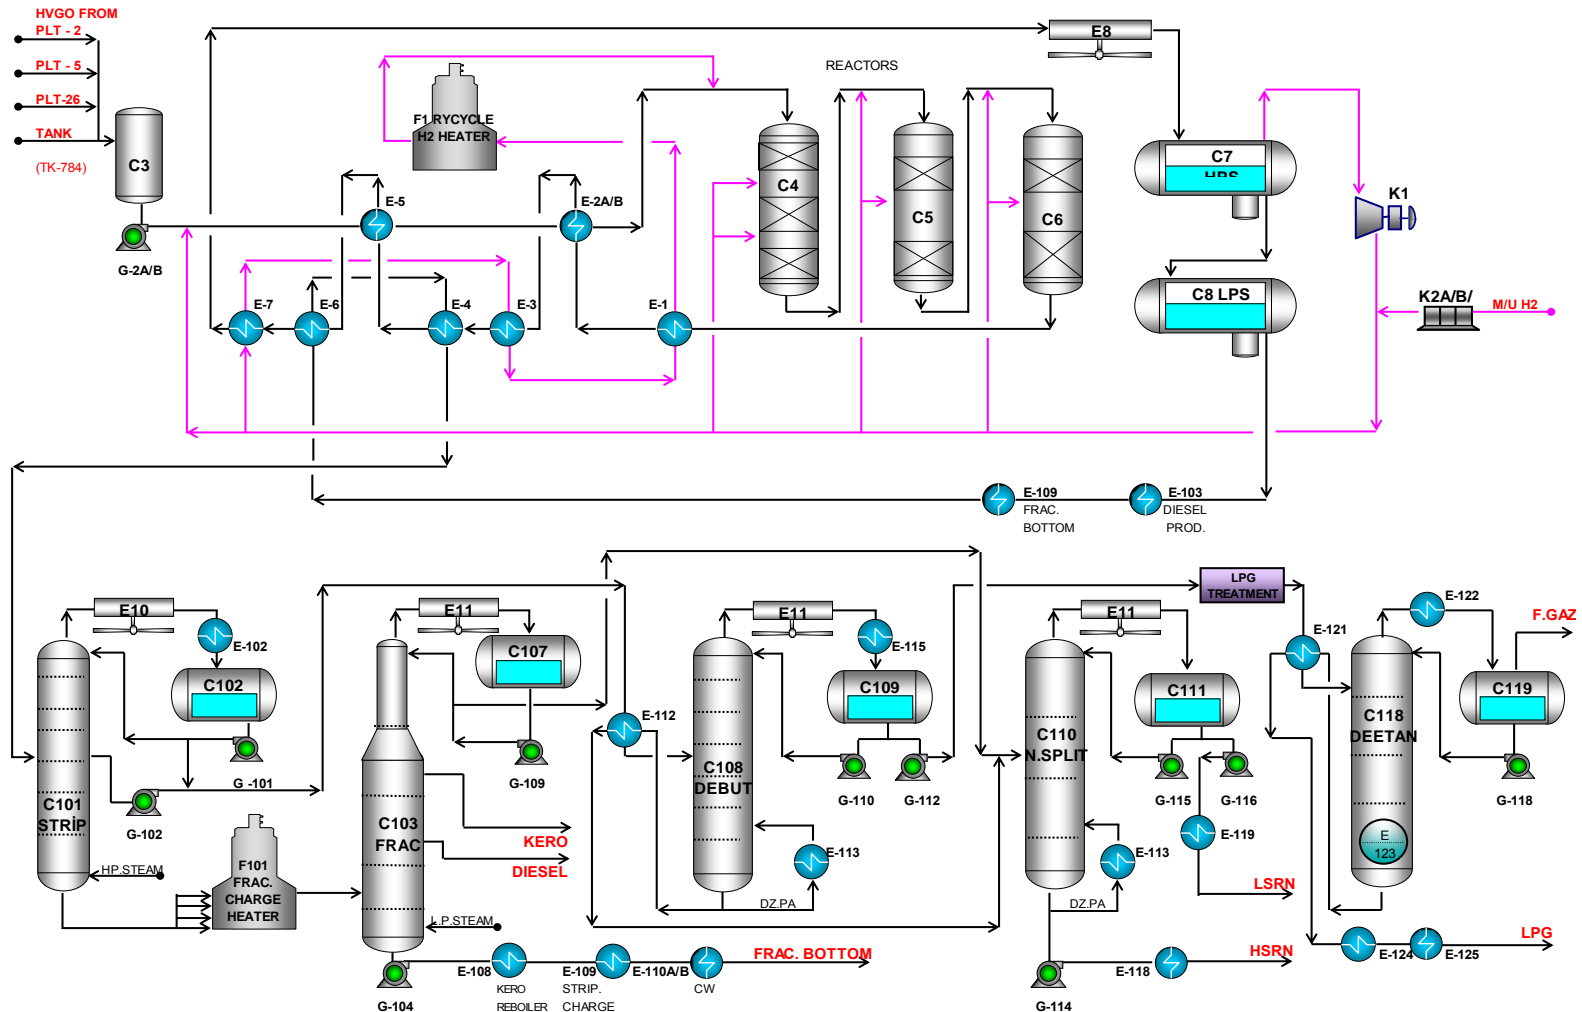 HVGO FROM
PLT - 2
PLT - 5
PLT-26
TANK
(TK-784)
C3
G-2A/B
F1 RYCYCLE
H2 HEATER
REACTORS
E8
E-5
E-2A/B
C4
C5
C6
C7
HPS
K1
E-7
E-6
E-4
E-3
E-1
C8 LPS
K2A/B/
M/U H2
E-109
FRAC.
BOTTOM
E-103
DIESEL
PROD.
E10
E-102
C102
G -101
C101
STRİP
G-102
HP.STEAM
F101
FRAC.
CHARGE
HEATER
E11
C107
G-109
C103
FRAC
KERO
DIESEL
L.P.STEAM
G-104
E-108
KERO
REBOILER
E-109
STRIP.
CHARGE
E-110A/B
CW
FRAC. BOTTOM
E-112
E11
E-115
C109
C108
DEBUT
G-110
G-112
E-113
DZ.PA
E11
C111
C110
N.SPLIT
G-115
G-116
E-119
E-113
DZ.PA
LSRN
G-114
E-118
HSRN
LPG
TREATMENT
E-121
E-122
F.GAZ
C119
C118
DEETAN
G-118
E
123
E-124
E-125
LPG